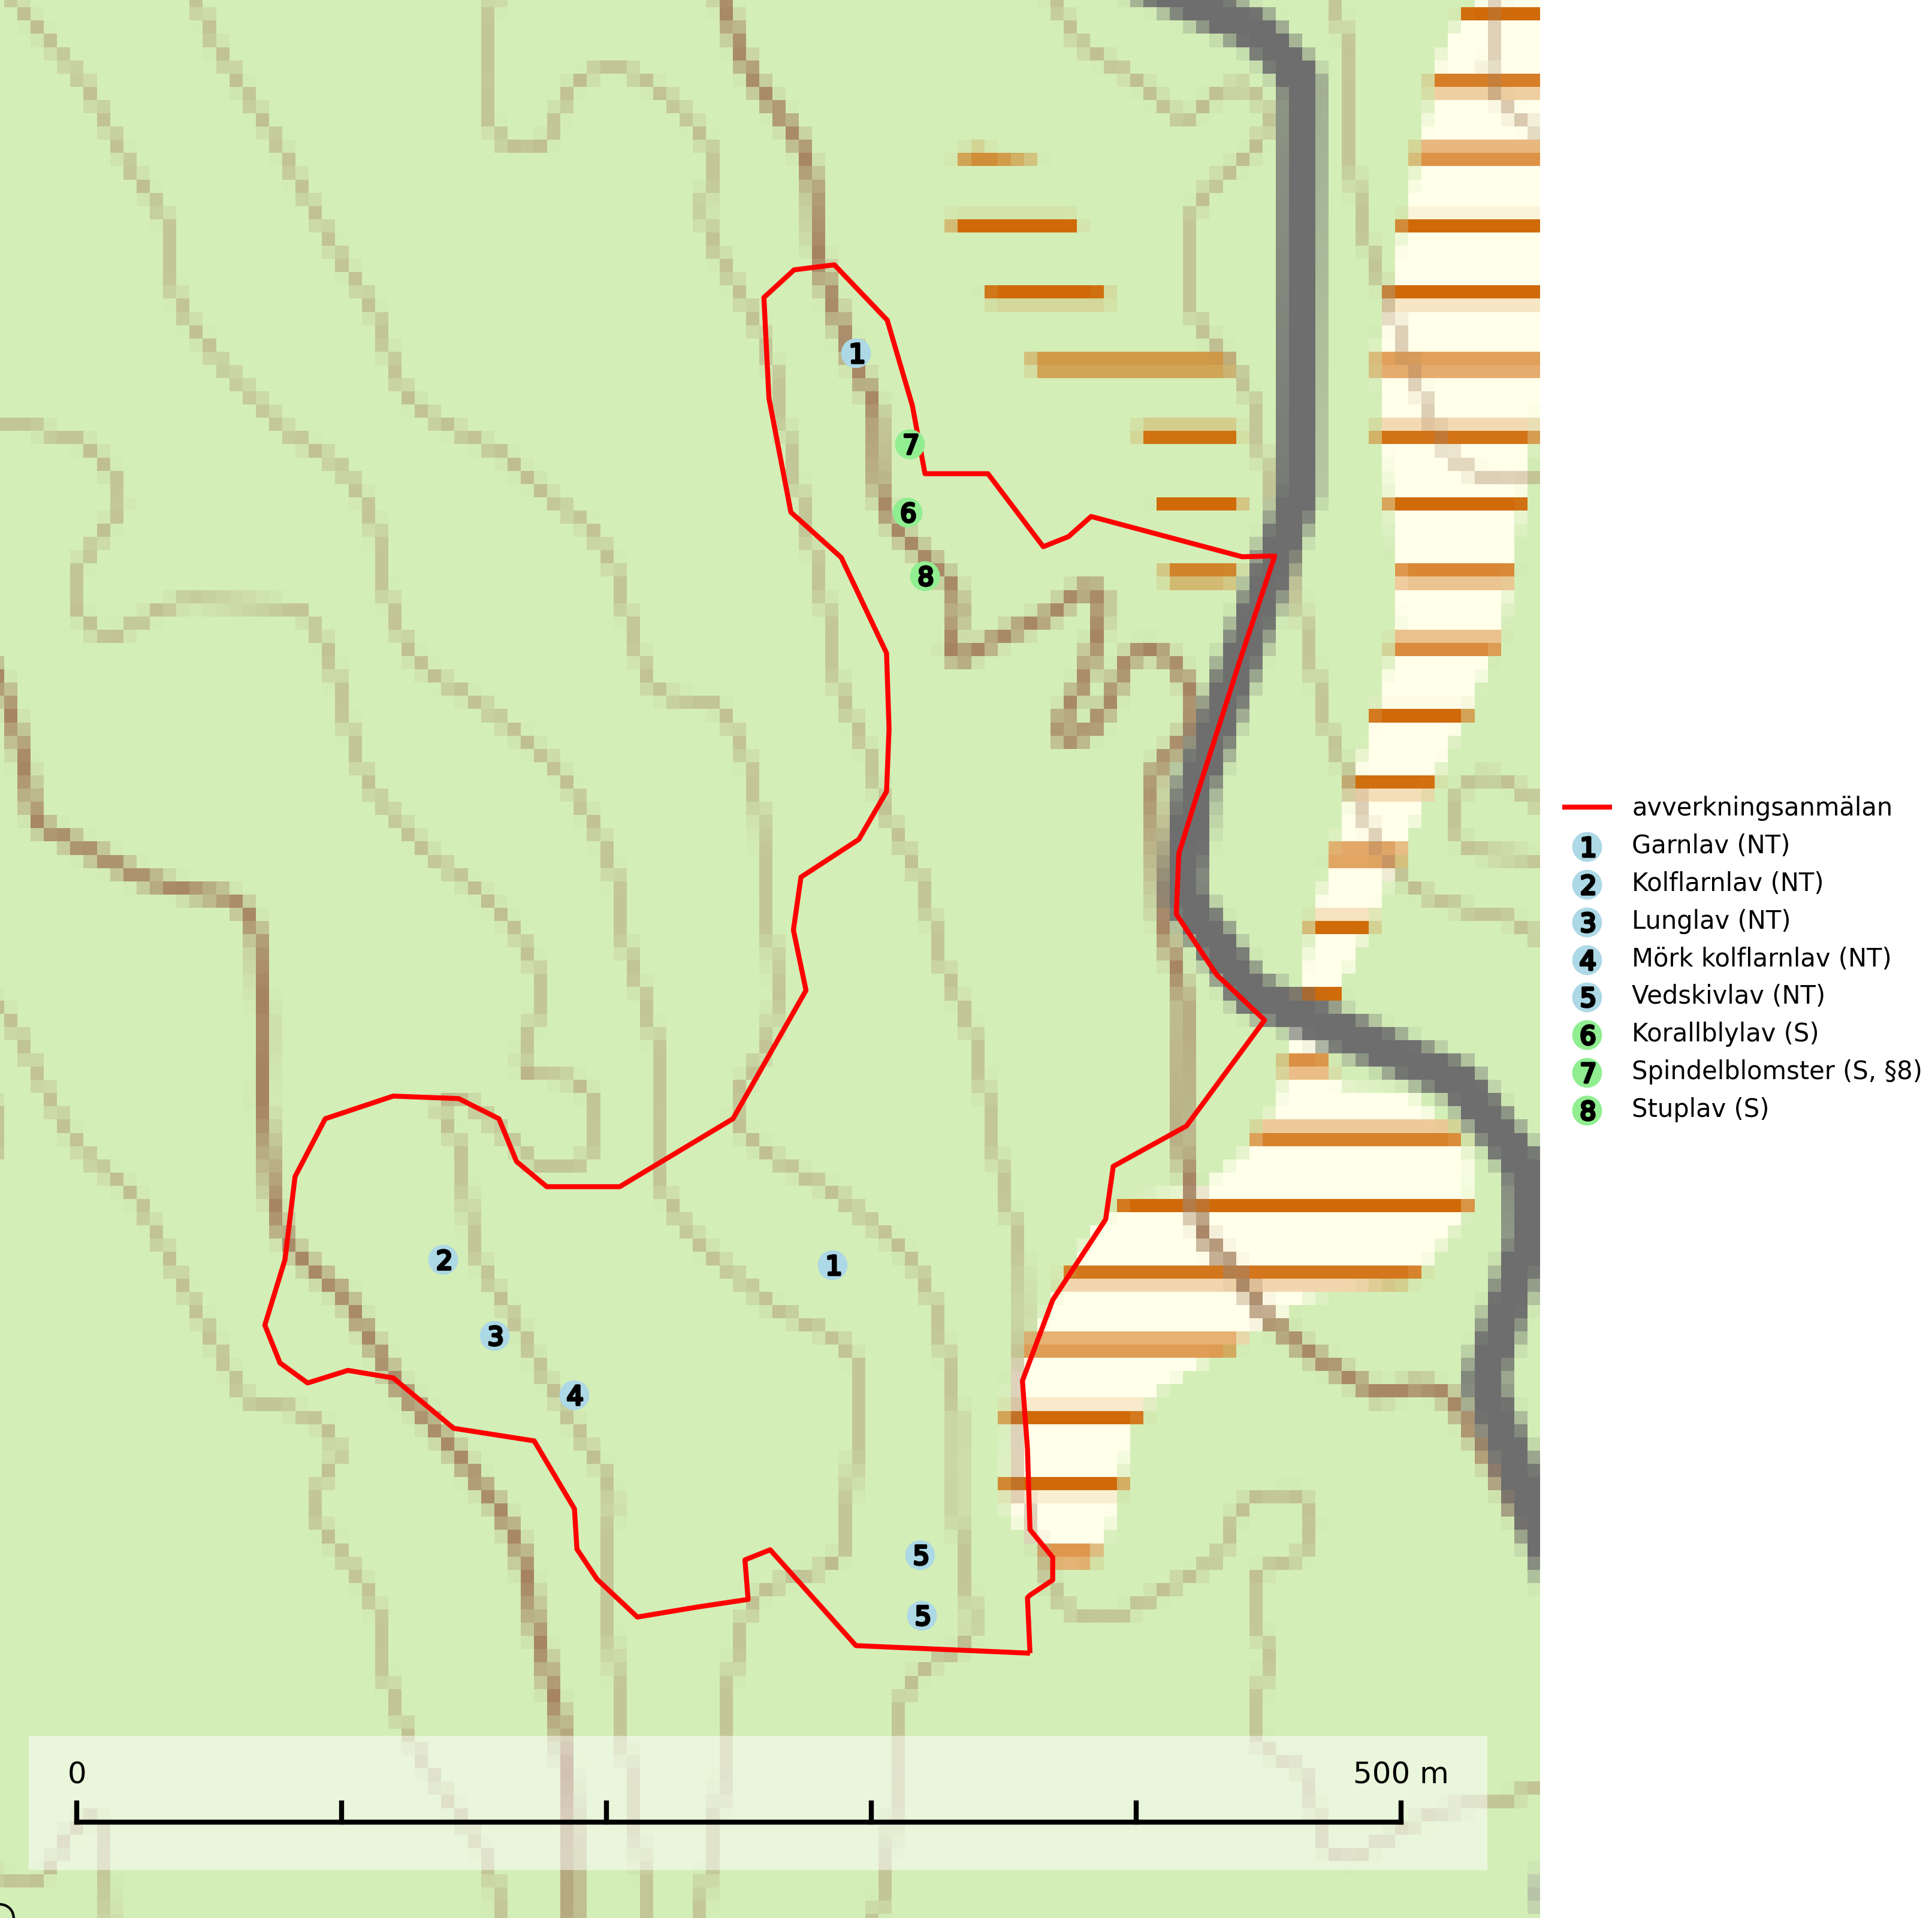 1
7
6
8
2
1
3
4
5
5
avverkningsanmälan
1 Garnlav (NT)
2 Kolflarnlav (NT)
3 Lunglav (NT)
4 Mörk kolflarnlav (NT)
5 Vedskivlav (NT)
6 Korallblylav (S)
7 Spindelblomster (S, §8)
8 Stuplav (S)
0 500 m